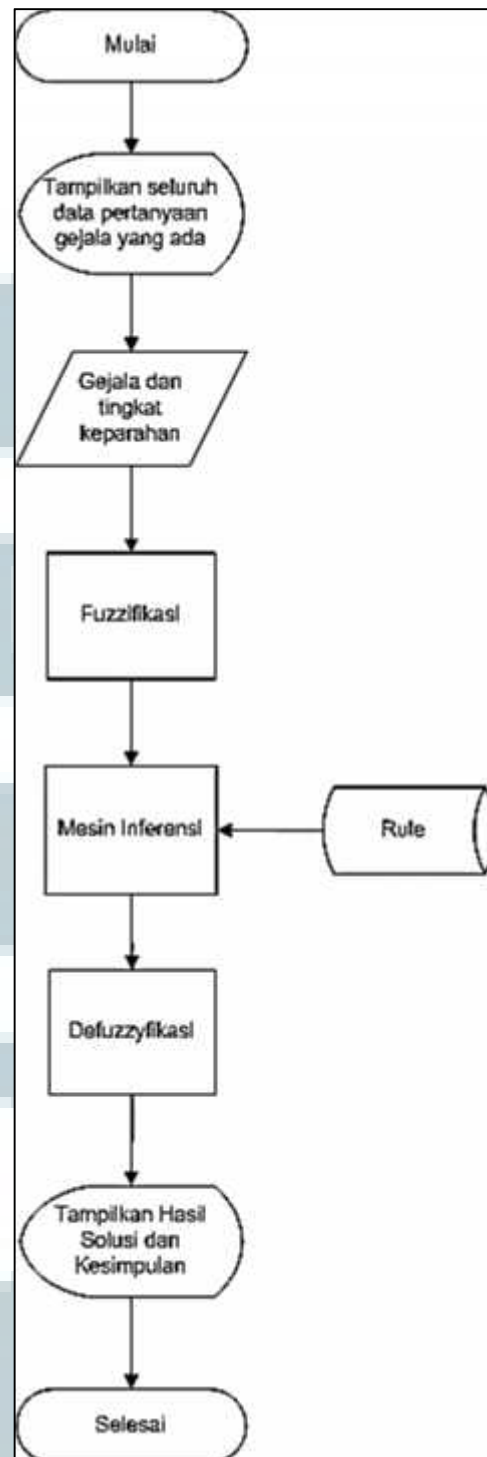 Mulai
Tampilkan seluruh
data pertanyaan
gejala yang ada
Gejala dan
tingkat
keparahan
Fuzzifikasi
Mesin Inferensi
Rule
Defuzzyfikasi
Tampilkan Hasil
Solusi dan
Kesimpulan
Selesai